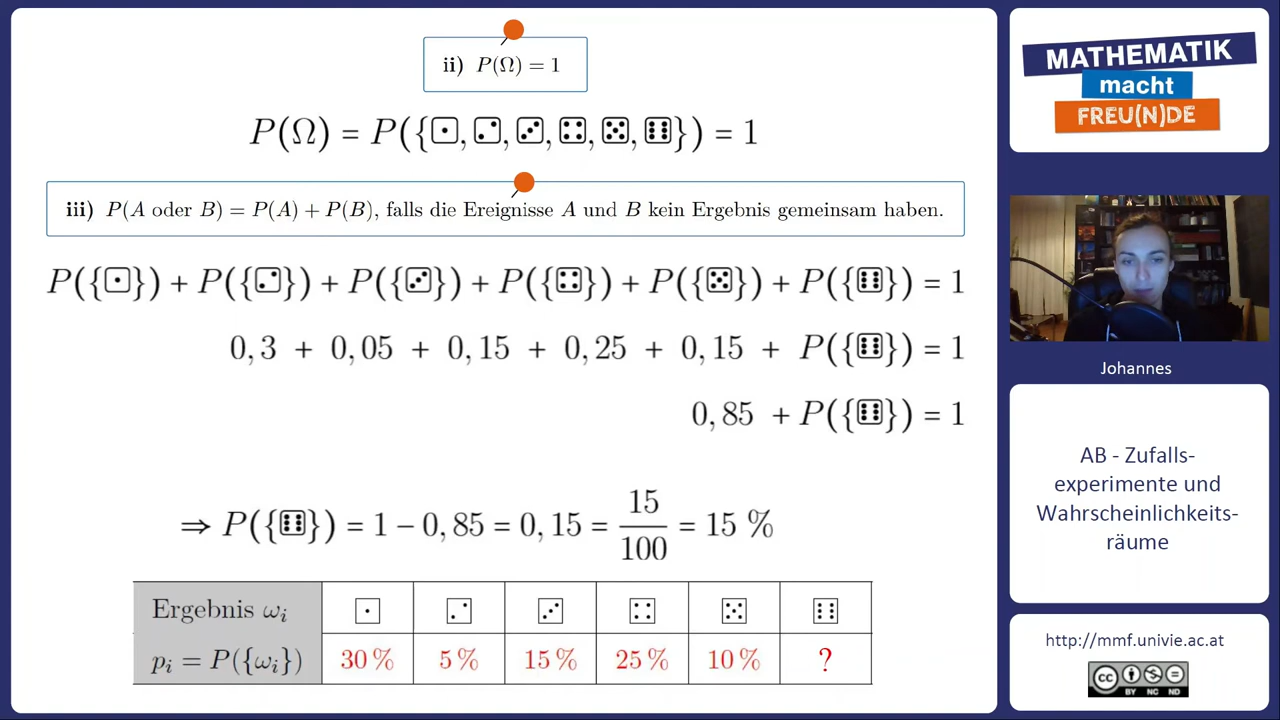 ii) P(Ω) = 1
P(Ω) = P({⚀, ⚁, ⚂, ⚃, ⚄, ⚅}) = 1
iii) P(A oder B) = P(A) + P(B), falls die Ereignisse A und B kein Ergebnis gemeinsam haben.
P({⚀}) + P({⚁}) + P({⚂}) + P({⚃}) + P({⚄}) + P({⚅}) = 1
0,3 + 0,05 + 0,15 + 0,25 + 0,15 + P({⚅}) = 1
0,85 + P({⚅}) = 1
⇒ P({⚅}) = 1 − 0,85 = 0,15 = 15/100 = 15 %
Ergebnis ωᵢ ⚀ ⚁ ⚂ ⚃ ⚄ ⚅
pᵢ = P({ωᵢ}) 30 % 5 % 15 % 25 % 10 % ?
MATHEMATIK
macht
FREU(N)DE
Johannes
AB - Zufalls-
experimente und
Wahrscheinlichkeits-
räume
http://mmf.univie.ac.at
cc BY NC ND